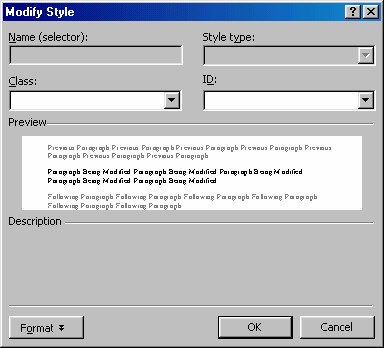 Modify Style
Name (selector):
Style type:
Class:
ID:
Preview
Previous Paragraph Previous Paragraph Previous Paragraph Previous Paragraph Previous
Paragraph Previous Paragraph Previous Paragraph
Paragraph Being Modified Paragraph Being Modified Paragraph Being Modified
Paragraph Being Modified Paragraph Being Modified
Following Paragraph Following Paragraph Following Paragraph Following Paragraph
Following Paragraph Following Paragraph
Description
Format
OK
Cancel